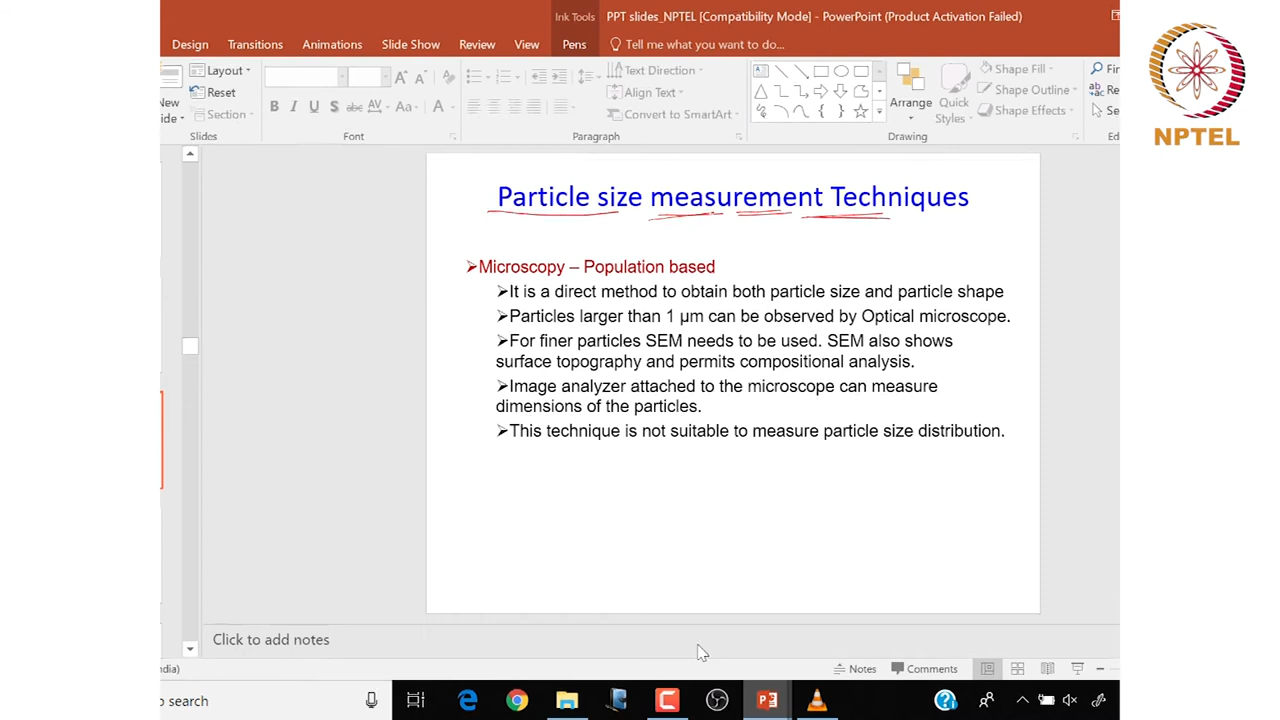 Ink Tools
PPT slides_NPTEL [Compatibility Mode] - PowerPoint (Product Activation Failed)
Design Transitions Animations Slide Show Review View Pens Tell me what you want to do...
New
Layout
Reset
Section
Slides
B I U S abc AV Aa A
Font
Text Direction
Align Text
Convert to SmartArt
Paragraph
Arrange
Quick
Styles
Shape Fill
Shape Outline
Shape Effects
Drawing
NPTEL
Particle size measurement Techniques
➢Microscopy – Population based
➢It is a direct method to obtain both particle size and particle shape
➢Particles larger than 1 μm can be observed by Optical microscope.
➢For finer particles SEM needs to be used. SEM also shows
surface topography and permits compositional analysis.
➢Image analyzer attached to the microscope can measure
dimensions of the particles.
➢This technique is not suitable to measure particle size distribution.
Click to add notes
Notes Comments
search